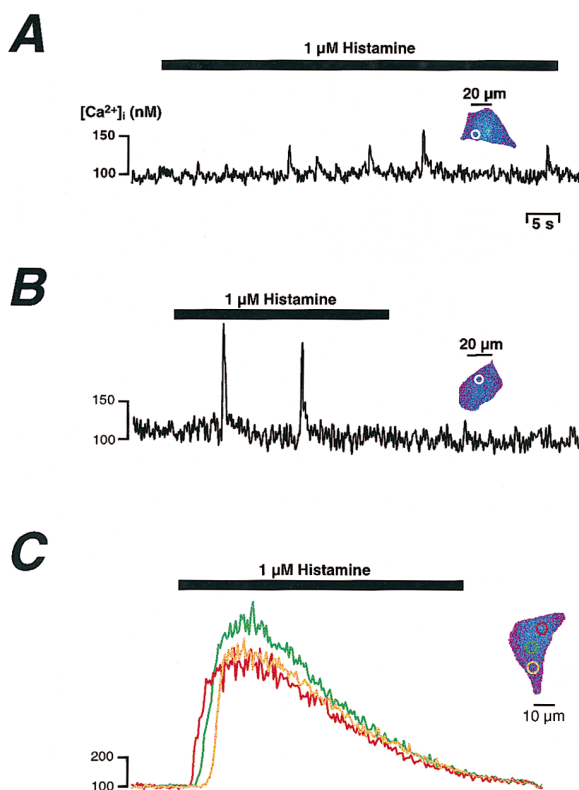 A
1 µM Histamine
20 µm
[Ca²⁺]ᵢ (nM)
150
100
5 s
B
1 µM Histamine
20 µm
150
100
C
1 µM Histamine
10 µm
200
100